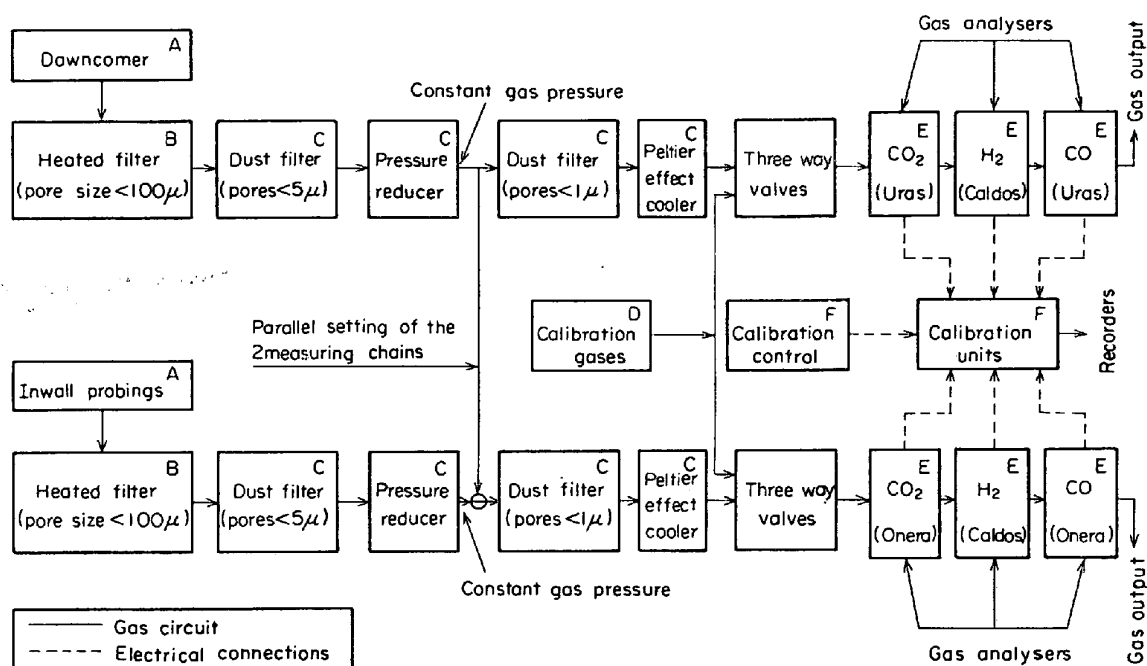 Gas analysers
Gas output
A
Dawncomer
Constant gas pressure
B
Heated filter
(pore size<100μ)
C
Dust filter
(pores<5μ)
C
Pressure
reducer
C
Dust filter
(pores<1μ)
C
Peltier
effect
cooler
Three way
valves
E
CO₂
(Uras)
E
H₂
(Caldos)
E
CO
(Uras)
Parallel setting of the
2measuring chains
D
Calibration
gases
F
Calibration
control
F
Calibration
units
Recorders
A
Inwall probings
B
Heated filter
(pore size<100μ)
C
Dust filter
(pores<5μ)
C
Pressure
reducer
C
Dust filter
(pores<1μ)
C
Peltier
effect
cooler
Three way
valves
E
CO₂
(Onera)
E
H₂
(Caldos)
E
CO
(Onera)
Constant gas pressure
Gas output
Gas circuit
Electrical connections
Gas analysers